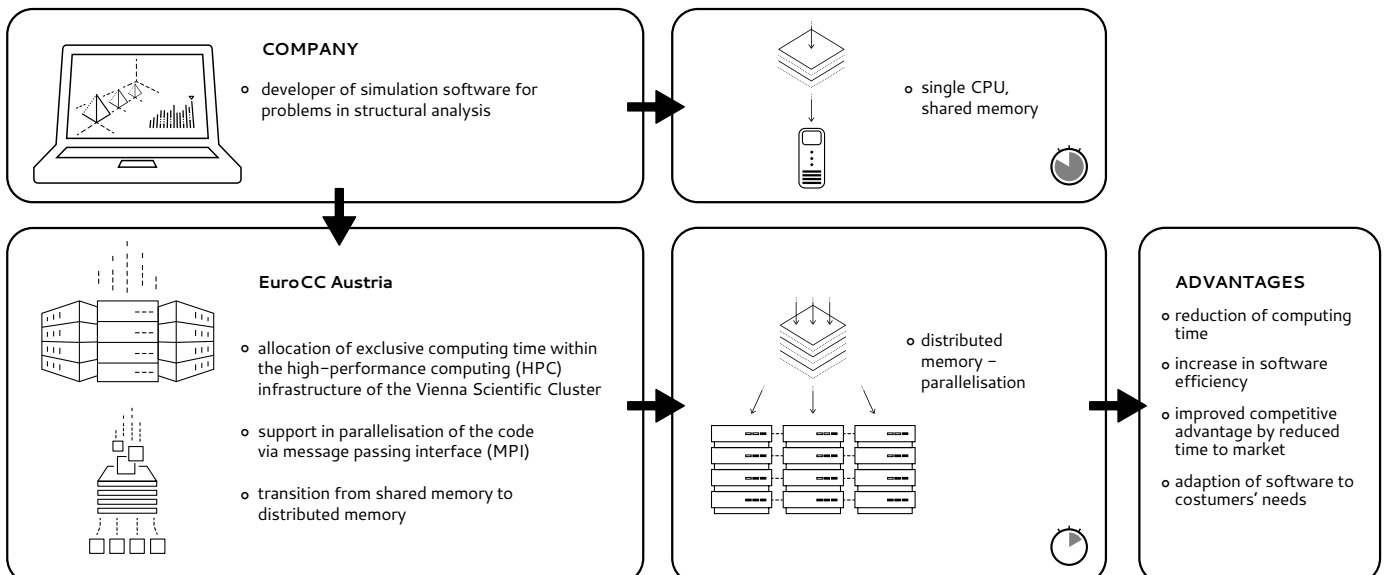 COMPANY
developer of simulation software for
problems in structural analysis
single CPU,
shared memory
EuroCC Austria
allocation of exclusive computing time within
the high-performance computing (HPC)
infrastructure of the Vienna Scientific Cluster
support in parallelisation of the code
via message passing interface (MPI)
transition from shared memory to
distributed memory
distributed
memory –
parallelisation
ADVANTAGES
reduction of computing
time
increase in software
efficiency
improved competitive
advantage by reduced
time to market
adaption of software to
costumers' needs